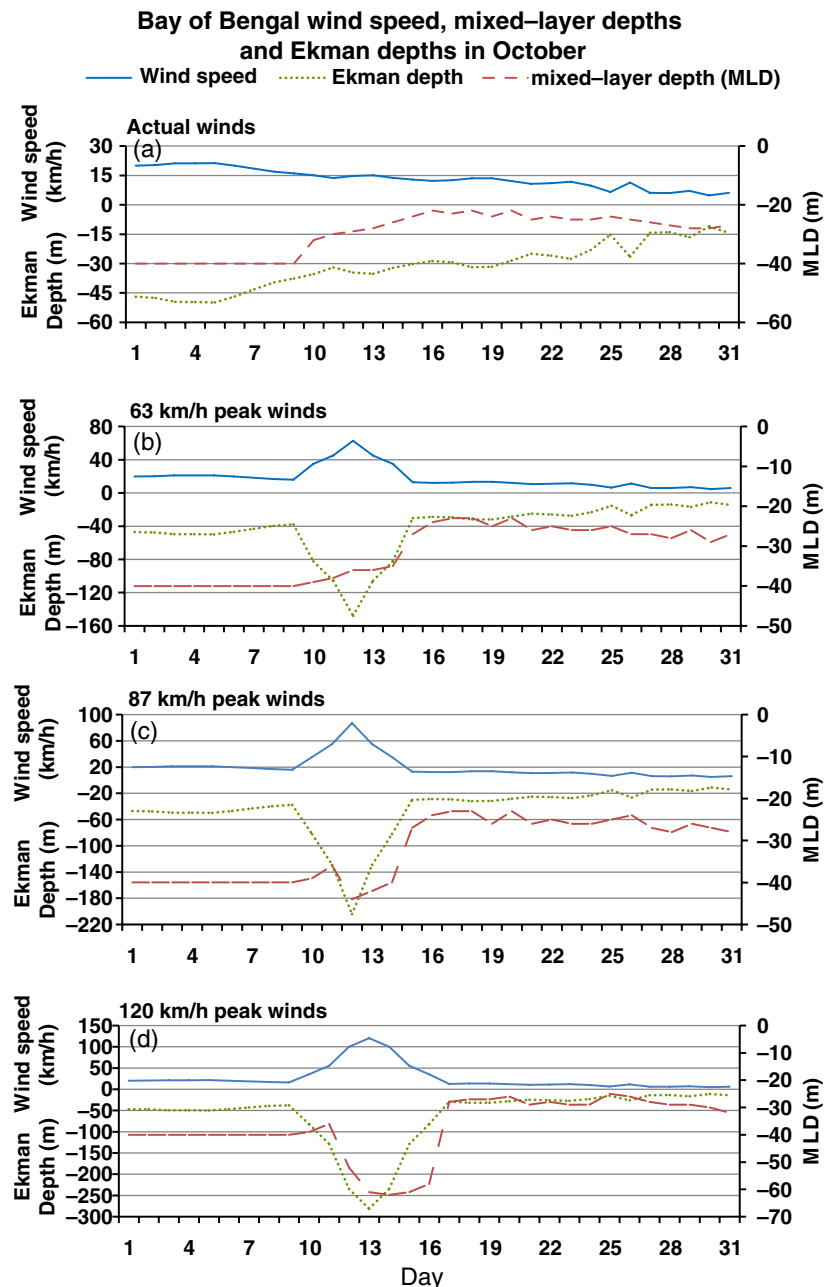 Bay of Bengal wind speed, mixed–layer depths
and Ekman depths in October
Wind speed Ekman depth mixed–layer depth (MLD)
Actual winds
(a)
Wind speed
(km/h)
Ekman
Depth (m)
30
15
0
–15
–30
–45
–60
0
–20
–40
–60
MLD (m)
1 4 7 10 13 16 19 22 25 28 31
63 km/h peak winds
(b)
Wind speed
(km/h)
Ekman
Depth (m)
80
40
0
–40
–80
–120
–160
0
–10
–20
–30
–40
–50
MLD (m)
1 4 7 10 13 16 19 22 25 28 31
87 km/h peak winds
(c)
Wind speed
(km/h)
Ekman
Depth (m)
100
60
20
–20
–60
–100
–140
–180
–220
0
–10
–20
–30
–40
–50
MLD (m)
1 4 7 10 13 16 19 22 25 28 31
120 km/h peak winds
(d)
Wind speed
(km/h)
Ekman
Depth (m)
150
100
50
0
–50
–100
–150
–200
–250
–300
0
–10
–20
–30
–40
–50
–60
–70
MLD (m)
1 4 7 10 13 16 19 22 25 28 31
Day